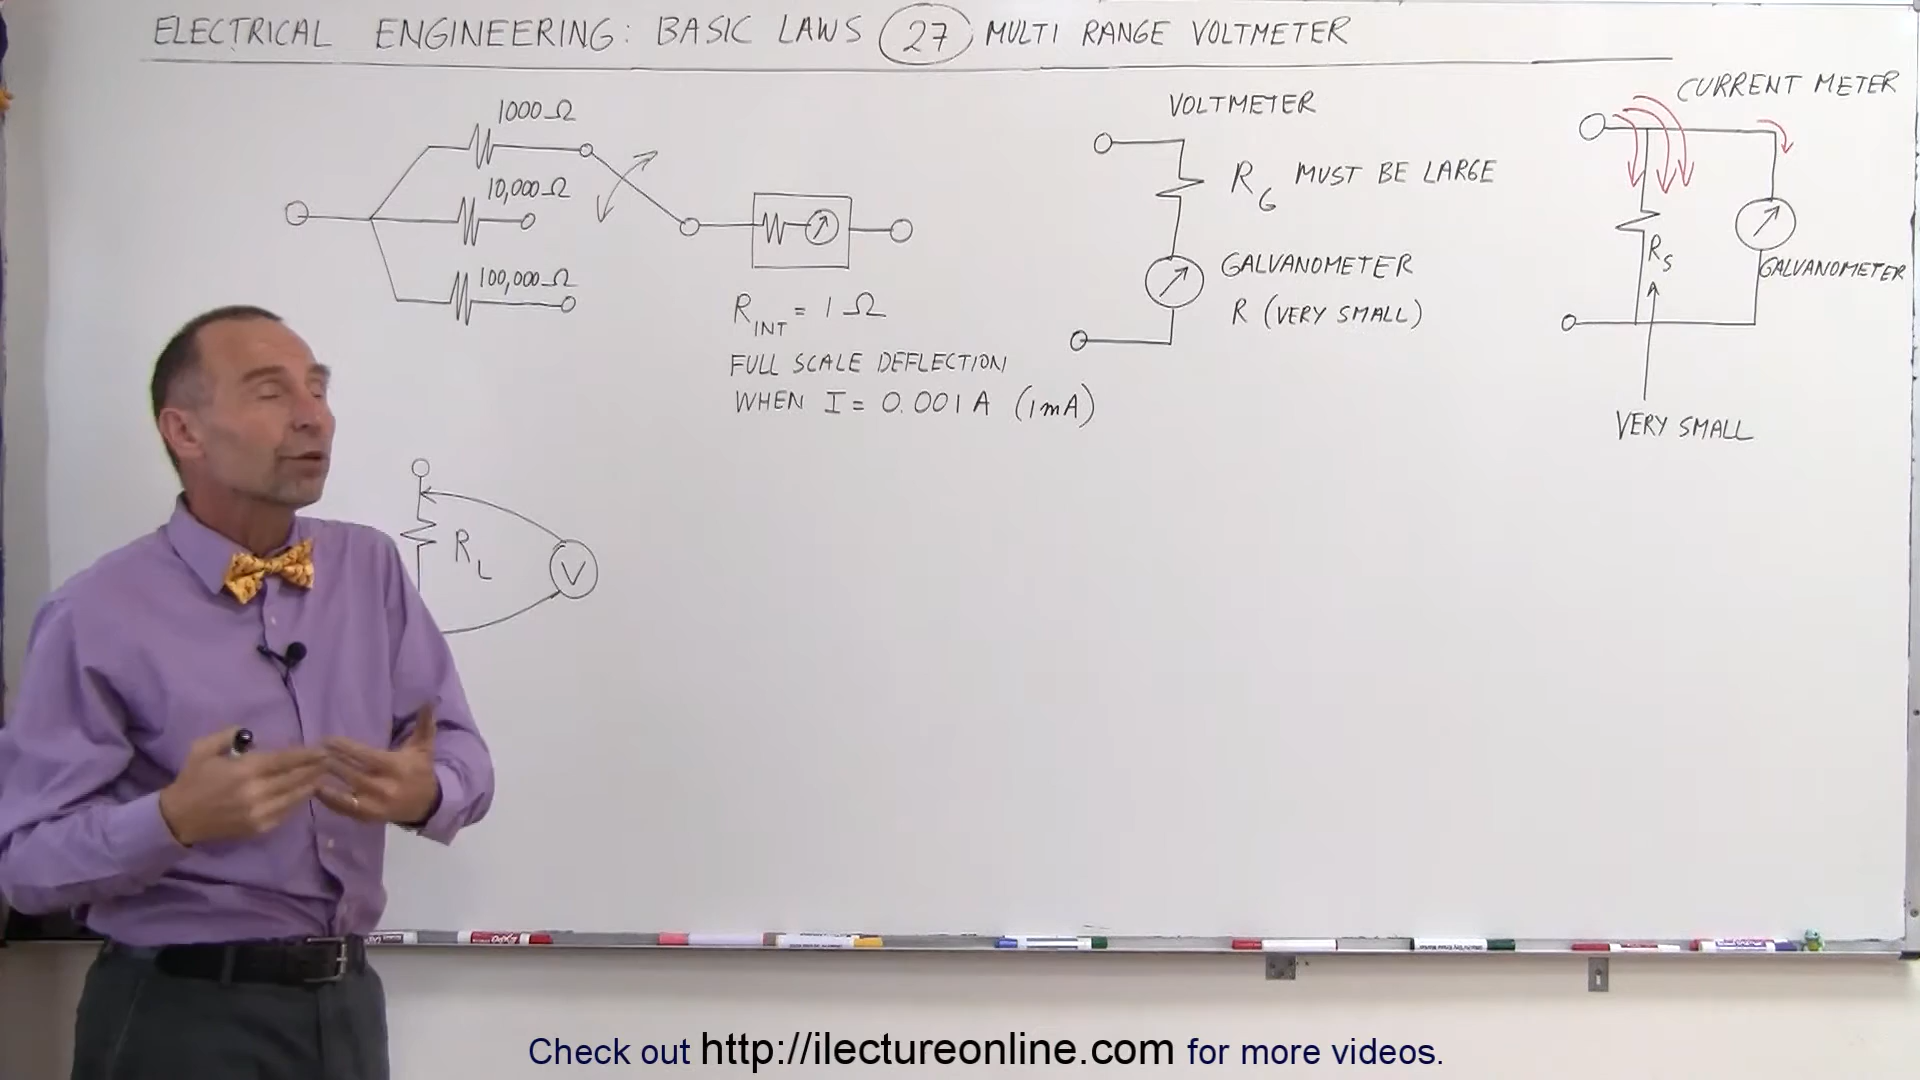 ELECTRICAL ENGINEERING: BASIC LAWS 27 MULTI RANGE VOLTMETER
1000 Ω
10,000 Ω
100,000 Ω
R INT = 1 Ω
FULL SCALE DEFLECTION
WHEN I = 0.001 A (1mA)
R L
V
VOLTMETER
R G MUST BE LARGE
GALVANOMETER
R (VERY SMALL)
CURRENT METER
R S
GALVANOMETER
VERY SMALL
Check out http://ilectureonline.com for more videos.